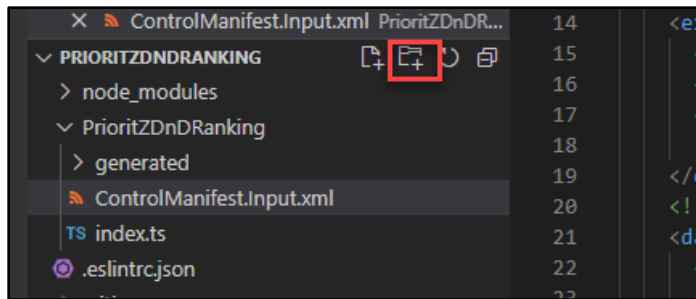 ControlManifest.Input.xml PrioritZDnDR...
14 <e
PRIORITZDNDRANKING
15
node_modules
16
PrioritZDnDRanking
17
18
generated
19 </
ControlManifest.Input.xml
20 <!
TS index.ts
21 <d
.eslintrc.json
22
23